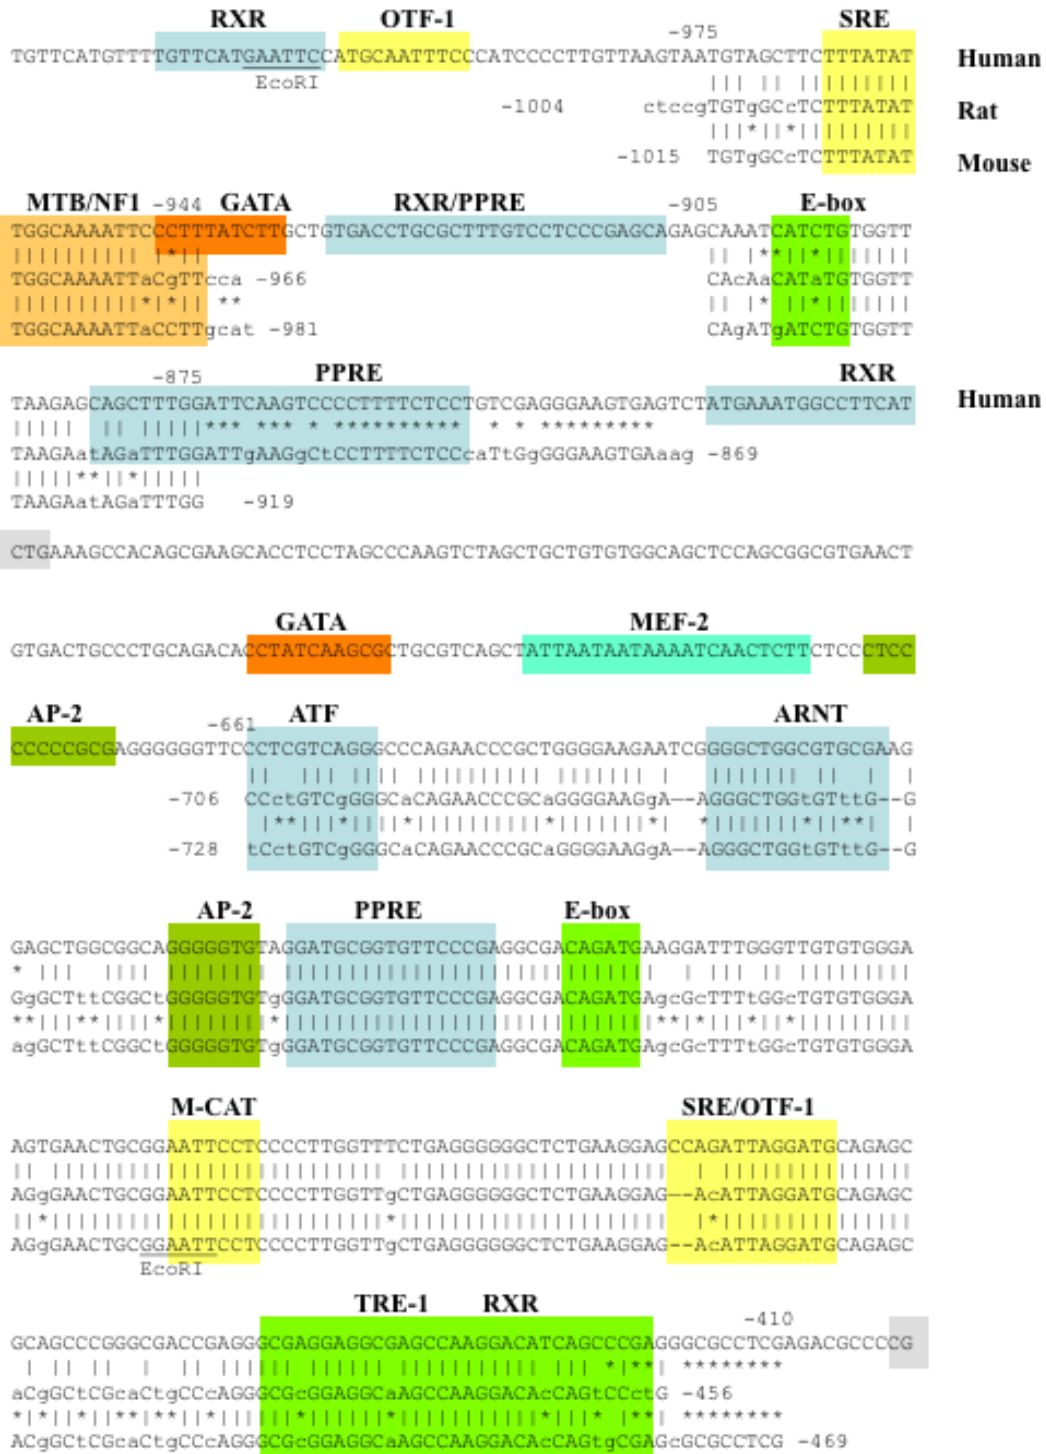 RXR OTF-1 -975 SRE
TGTTCATGTTTTGTTCATGAATTCCATGCAATTTCCCATCCCCTTGTTAAGTAATGTAGCTTCTTTATAT Human
EcoRI
-1004 ctccgTGTgGCcTCTTTATAT Rat
|||*||*||||||||
-1015 TGTgGCcTCTTTATAT Mouse
MTB/NF1 -944 GATA RXR/PPRE -905 E-box
TGGCAAAATTCCCTTTATCTTGCTGTGACCTGCGCTTTGTCCTCCCGAGCAGAGCAAATCATCTGTGGTT
TGGCAAAATTaCgTTcca -966 CAcAaCATaTGTGGTT
TGGCAAAATTaCCTTgcat -981 CAgATgATCTGTGGTT
-875 PPRE RXR
TAAGAGCAGCTTTGGATTCAAGTCCCCTTTTCTCCTGTCGAGGGAAGTGAGTCTATGAAATGGCCTTCAT Human
TAAGAatAGaTTTGGATTgAAGgCtCCTTTTCTCCcaTtGgGGGAAGTGAaag -869
|||||**||*|||||
TAAGAatAGaTTTGG -919
CTGAAAGCCACAGCGAAGCACCTCCTAGCCCAAGTCTAGCTGCTGTGTGGCAGCTCCAGCGGCGTGAACT
GATA MEF-2
GTGACTGCCCTGCAGACACCTATCAAGCGCTGCGTCAGCTATTAATAATAAAATCAACTCTTCTCCCTCC
AP-2 -661 ATF ARNT
CCCCCGCGAGGGGGGTTCCCTCGTCAGGGCCCAGAACCCGCTGGGGAAGAATCGGGGCTGGCGTGCGAAG
-706 CCctGTCgGGGCaCAGAACCCGCaGGGGAAGgA--AGGGCTGGtGTttG--G
-728 tCctGTCgGGGCaCAGAACCCGCaGGGGAAGgA--AGGGCTGGtGTttG--G
AP-2 PPRE E-box
GAGCTGGCGGCAGGGGGTGTAGGATGCGGTGTTCCCGAGGCGACAGATGAAGGATTTGGGTTGTGTGGGA
GgGCTttCGGCtGGGGGTGTgGGATGCGGTGTTCCCGAGGCGACAGATGAgcGcTTTtGGcTGTGTGGGA
agGCTttCGGCtGGGGGTGTgGGATGCGGTGTTCCCGAGGCGACAGATGAgcGcTTTtGGcTGTGTGGGA
M-CAT SRE/OTF-1
AGTGAACTGCGGAATTCCTCCCCTTGGTTTCTGAGGGGGGCTCTGAAGGAGCCAGATTAGGATGCAGAGC
AGgGAACTGCGGAATTCCTCCCCTTGGTTgCTGAGGGGGGCTCTGAAGGAG--AcATTAGGATGCAGAGC
AGgGAACTGCGGAATTCCTCCCCTTGGTTgCTGAGGGGGGCTCTGAAGGAG--AcATTAGGATGCAGAGC
EcoRI
TRE-1 RXR -410
GCAGCCCGGGCGACCGAGGGCGAGGAGGCGAGCCAAGGACATCAGCCCGAGGGCGCCTCGAGACGCCCCG
aCgGCtCGcaCtgCCcAGGGCGcGGAGGCaAGCCAAGGACAcCAGtCCctG -456
ACgGCtCGcaCtgCCcAGGGCGcGGAGGCaAGCCAAGGACAcCAGtgCGAGcGCGCCTCG -469